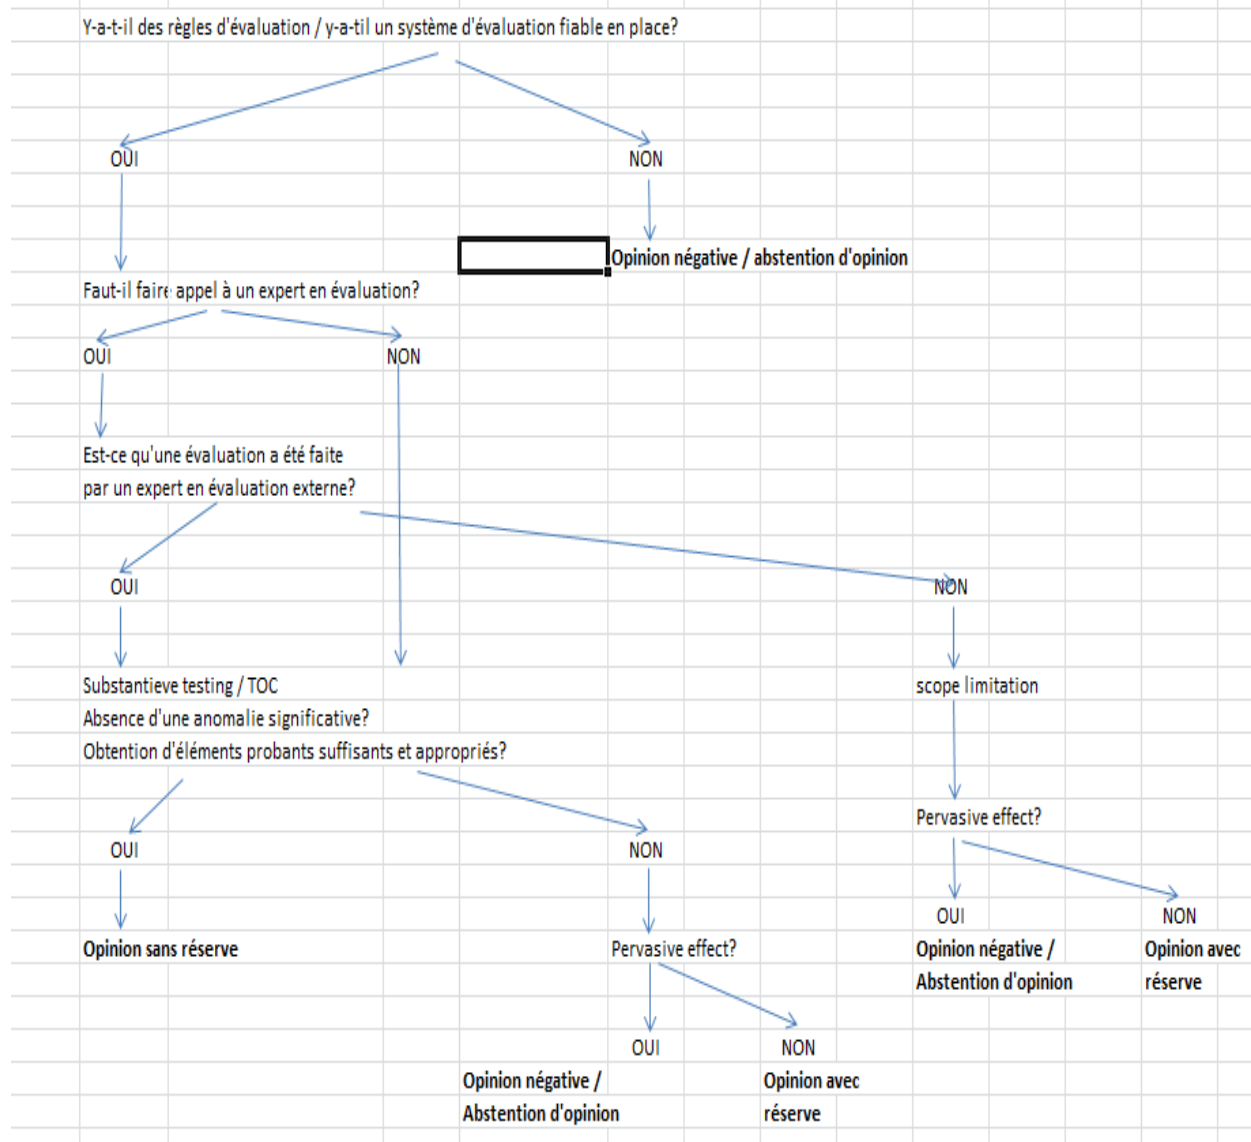 Y-a-t-il des règles d'évaluation / y-a-til un système d'évaluation fiable en place?
OUI
NON
Opinion négative / abstention d'opinion
Faut-il faire appel à un expert en évaluation?
OUI
NON
Est-ce qu'une évaluation a été faite
par un expert en évaluation externe?
OUI
NON
Substantieve testing / TOC
scope limitation
Absence d'une anomalie significative?
Obtention d'éléments probants suffisants et appropriés?
Pervasive effect?
OUI
NON
OUI
NON
Opinion sans réserve
Pervasive effect?
Opinion négative /
Abstention d'opinion
Opinion avec
réserve
OUI
NON
Opinion négative /
Abstention d'opinion
Opinion avec
réserve